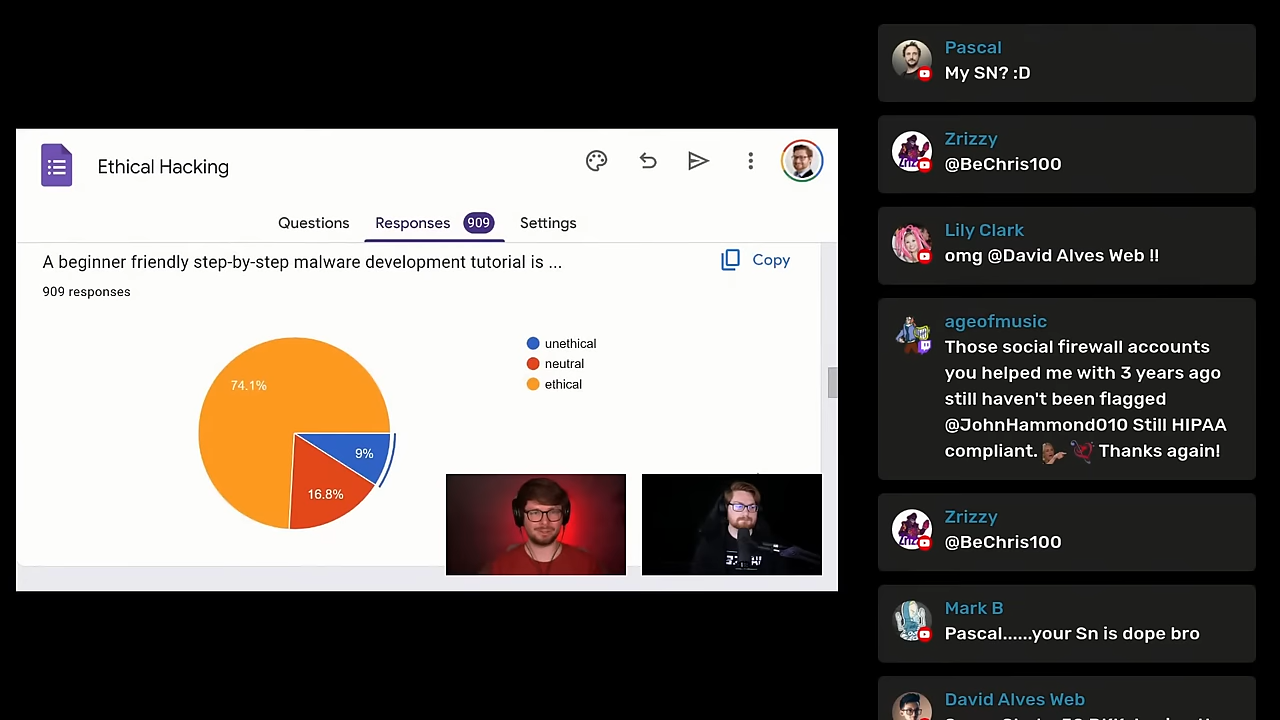 Ethical Hacking
Questions
Responses 909
Settings
A beginner friendly step-by-step malware development tutorial is ...
Copy
909 responses
unethical
neutral
ethical
74.1%
9%
16.8%
Pascal
My SN? :D
Zrizzy
@BeChris100
Lily Clark
omg @David Alves Web !!
ageofmusic
Those social firewall accounts
you helped me with 3 years ago
still haven't been flagged
@JohnHammond010 Still HIPAA
compliant. Thanks again!
Zrizzy
@BeChris100
Mark B
Pascal......your Sn is dope bro
David Alves Web